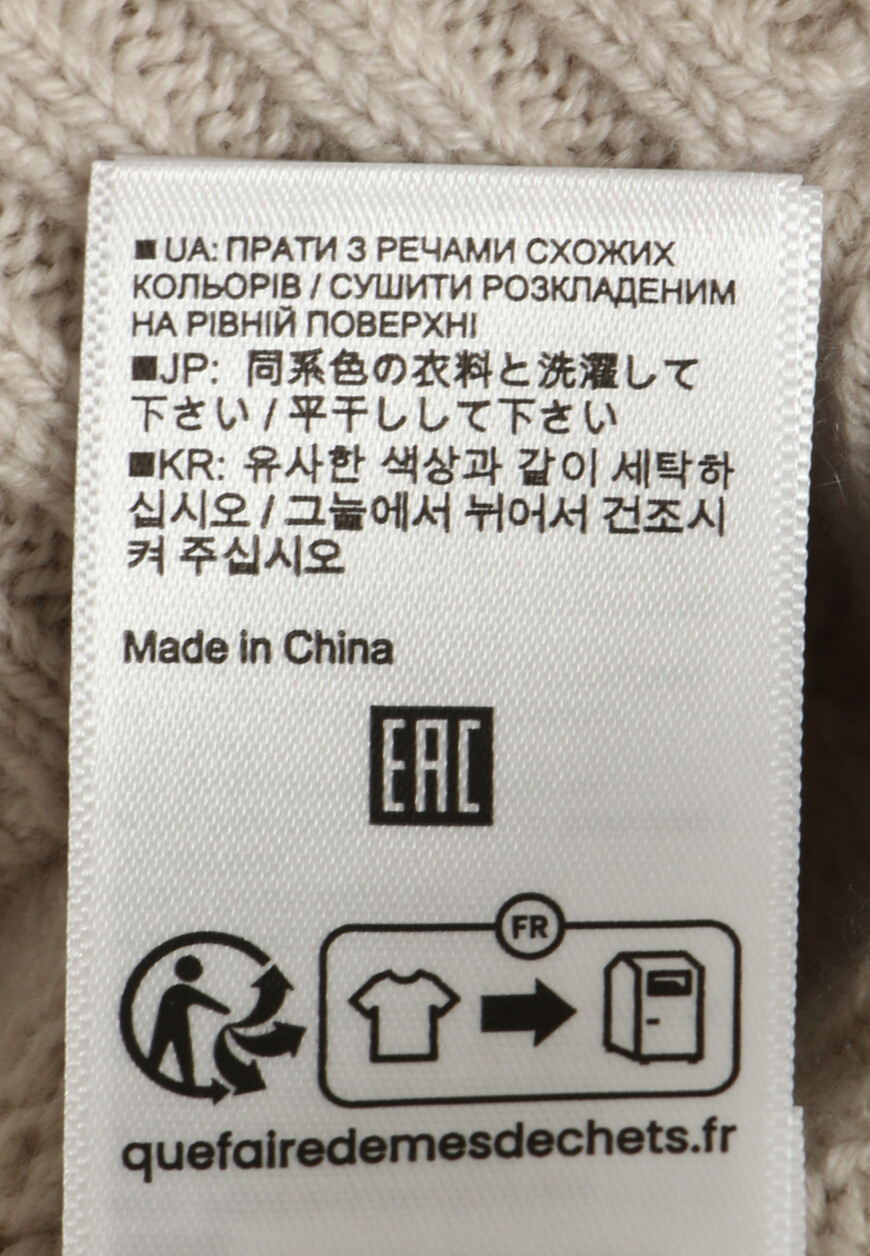 ■ UA: ПРАТИ З РЕЧАМИ СХОЖИХ
КОЛЬОРІВ / СУШИТИ РОЗКЛАДЕНИМ
НА РІВНІЙ ПОВЕРХНІ
■JP: 同系色の衣料と洗濯して
下さい / 平干ししして下さい
■KR: 유사한 색상과 같이 세탁하
십시오 / 그늘에서 뉘어서 건조시
켜 주십시오
Made in China
EAC
FR
quefairedemesdechets.fr